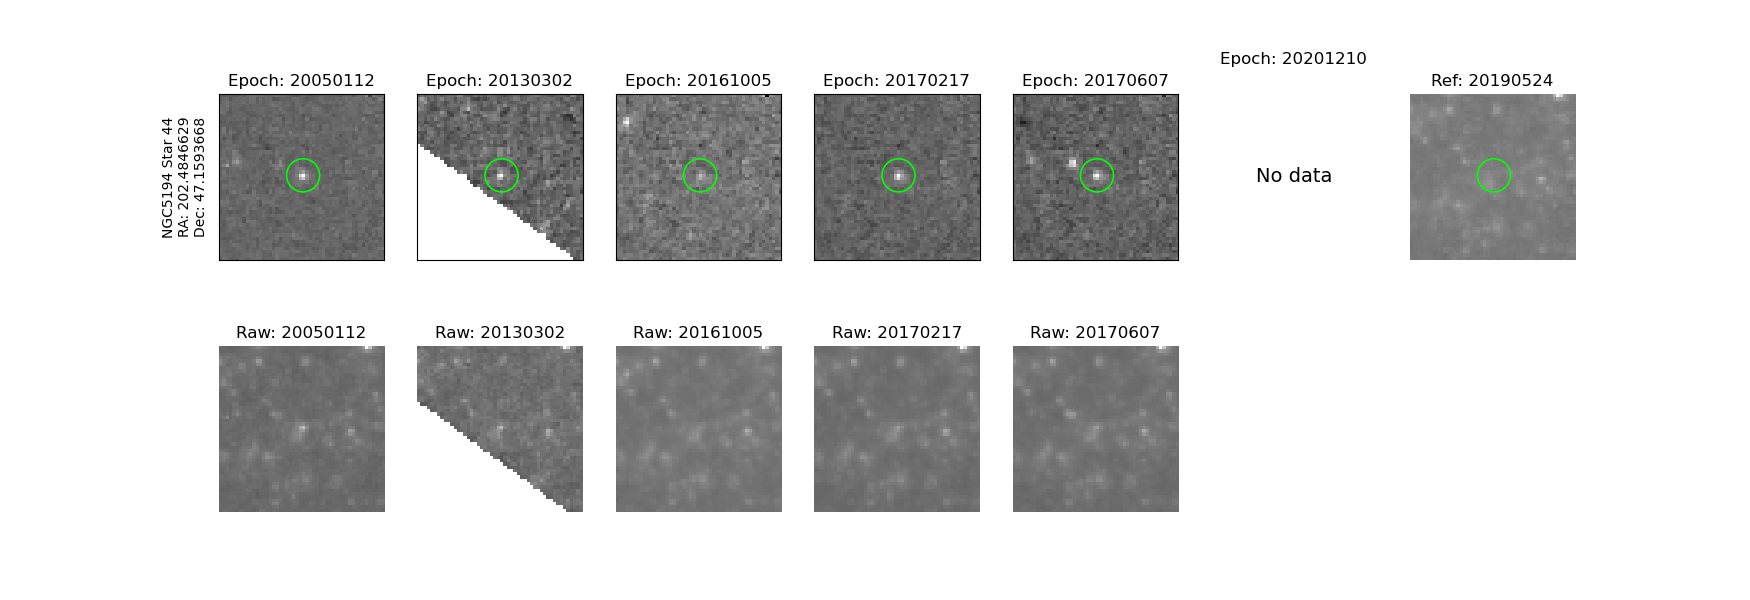 Epoch: 20201210
Epoch: 20050112
Epoch: 20130302
Epoch: 20161005
Epoch: 20170217
Epoch: 20170607
Ref: 20190524
NGC5194 Star 44
RA: 202.4846629
Dec: 47.1593668
No data
Raw: 20050112
Raw: 20130302
Raw: 20161005
Raw: 20170217
Raw: 20170607